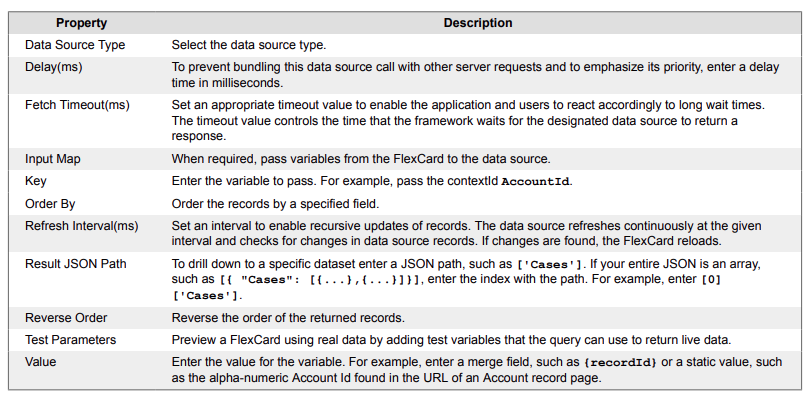 Property Description
Data Source Type Select the data source type.
Delay(ms) To prevent bundling this data source call with other server requests and to emphasize its priority, enter a delay
time in milliseconds.
Fetch Timeout(ms) Set an appropriate timeout value to enable the application and users to react accordingly to long wait times.
The timeout value controls the time that the framework waits for the designated data source to return a
response.
Input Map When required, pass variables from the FlexCard to the data source.
Key Enter the variable to pass. For example, pass the contextId AccountId.
Order By Order the records by a specified field.
Refresh Interval(ms) Set an interval to enable recursive updates of records. The data source refreshes continuously at the given
interval and checks for changes in data source records. If changes are found, the FlexCard reloads.
Result JSON Path To drill down to a specific dataset enter a JSON path, such as ['Cases']. If your entire JSON is an array,
such as [{ "Cases": [{...},{...}]}], enter the index with the path. For example, enter [0]
['Cases'].
Reverse Order Reverse the order of the returned records.
Test Parameters Preview a FlexCard using real data by adding test variables that the query can use to return live data.
Value Enter the value for the variable. For example, enter a merge field, such as {recordId} or a static value, such
as the alpha-numeric Account Id found in the URL of an Account record page.